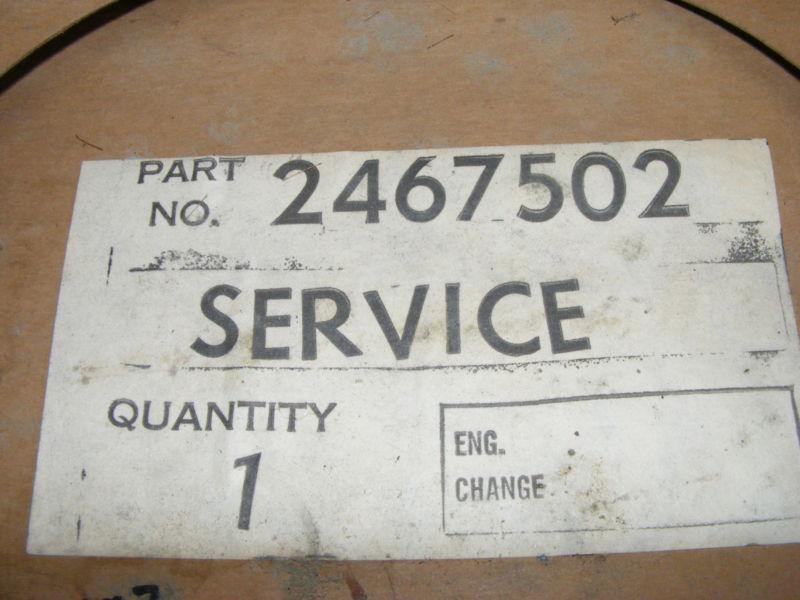 PART NO. 2467502
SERVICE
QUANTITY
1
ENG.
CHANGE